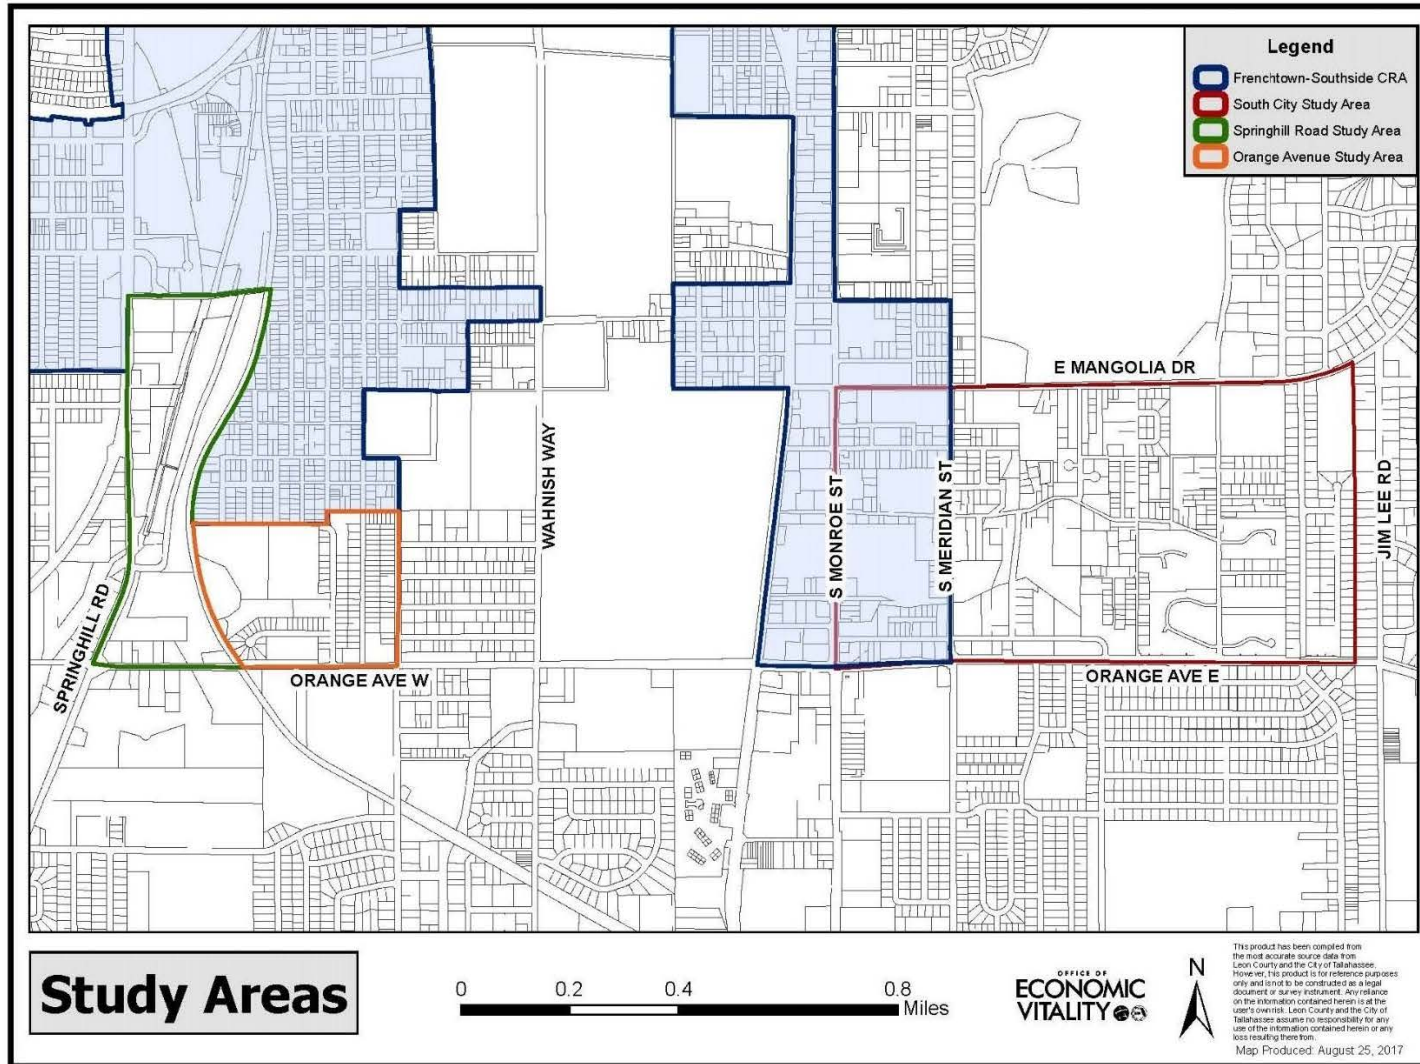 Legend
Frenchtown-Southside CRA
South City Study Area
Springhill Road Study Area
Orange Avenue Study Area
E MANGOLIA DR
WAHNISH WAY
S MONROE ST
S MERIDIAN ST
JIM LEE RD
SPRINGHILL RD
ORANGE AVE W
ORANGE AVE E
Study Areas
0 0.2 0.4 0.8
Miles
OFFICE OF
ECONOMIC
VITALITY
N
This product has been compiled from
the most accurate source data from
Leon County and the City of Tallahassee.
However, this product is for reference purposes
only and is not to be constructed as a legal
document or survey instrument. Any reliance
on the information contained herein is at the
user's own risk. Leon County and the City of
Tallahassee assume no responsibility for any
use of the information contained herein or any
loss resulting therefrom.
Map Produced: August 25, 2017